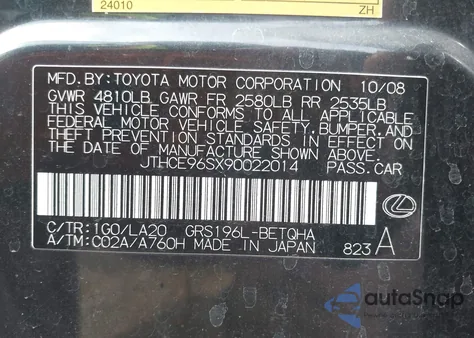 24010 ZH
MFD.BY:TOYOTA MOTOR CORPORATION 10/08
GVWR 4810LB GAWR FR 2580LB RR 2535LB
THIS VEHICLE CONFORMS TO ALL APPLICABLE
FEDERAL MOTOR VEHICLE SAFETY,BUMPER,AND
THEFT PREVENTION STANDARDS IN EFFECT ON
THE DATE OF MANUFACTURE SHOWN ABOVE.
JTHCE96SX90022014 PASS.CAR
C/TR:1G0/LA20 GRS196L-BETQHA
A/TM:C02A/A760H MADE IN JAPAN 823 A
autoSnap